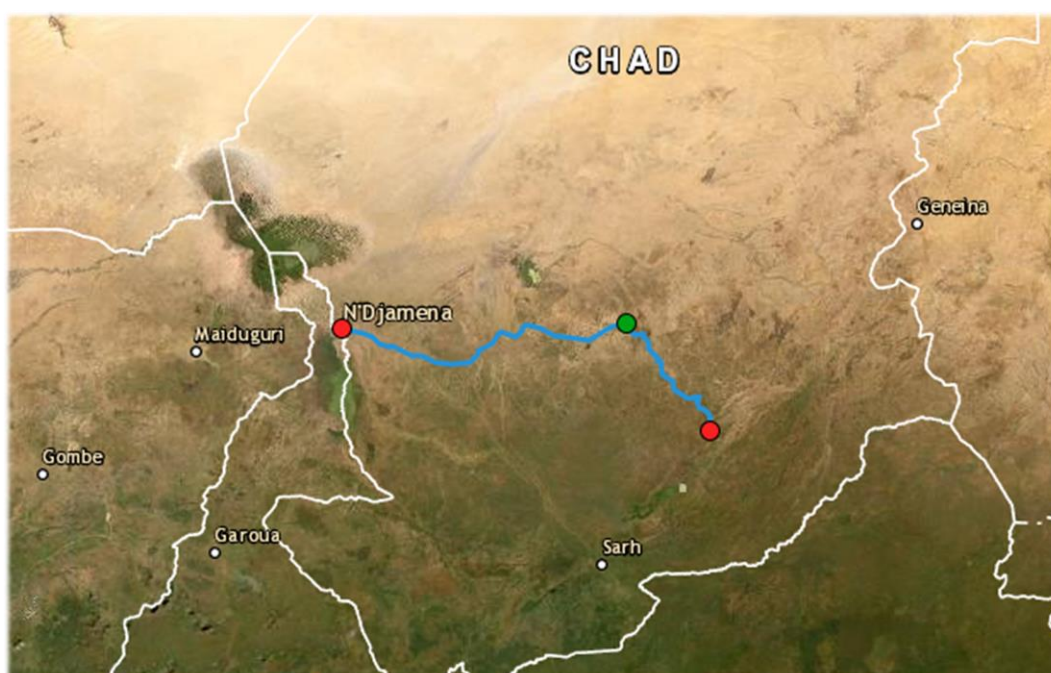 CHAD
Geneina
N'Djamena
Maiduguri
Gombe
Garoua
Sarh